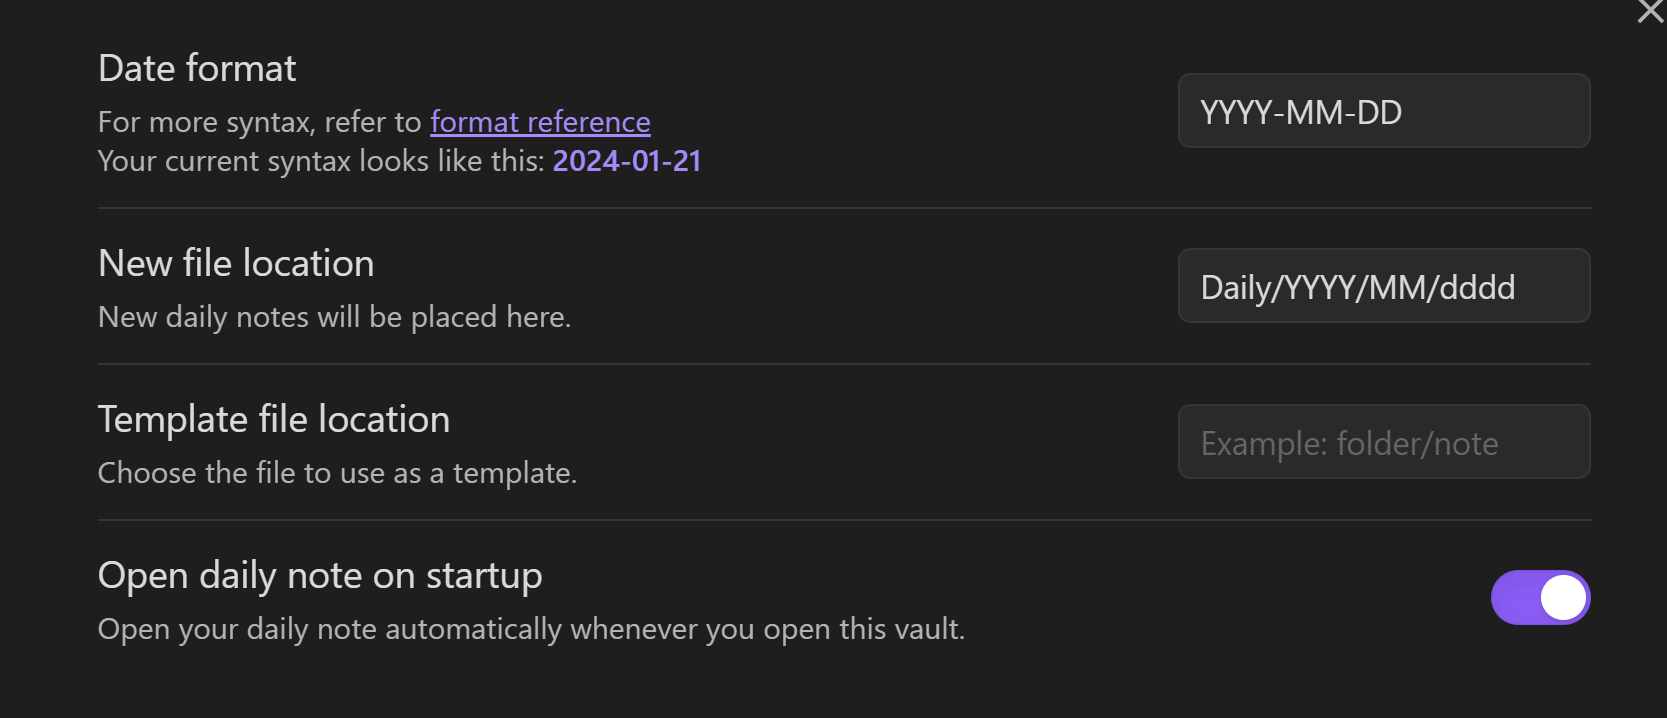 Date format
For more syntax, refer to format reference
Your current syntax looks like this: 2024-01-21
YYYY-MM-DD
New file location
New daily notes will be placed here.
Daily/YYYY/MM/dddd
Template file location
Choose the file to use as a template.
Example: folder/note
Open daily note on startup
Open your daily note automatically whenever you open this vault.